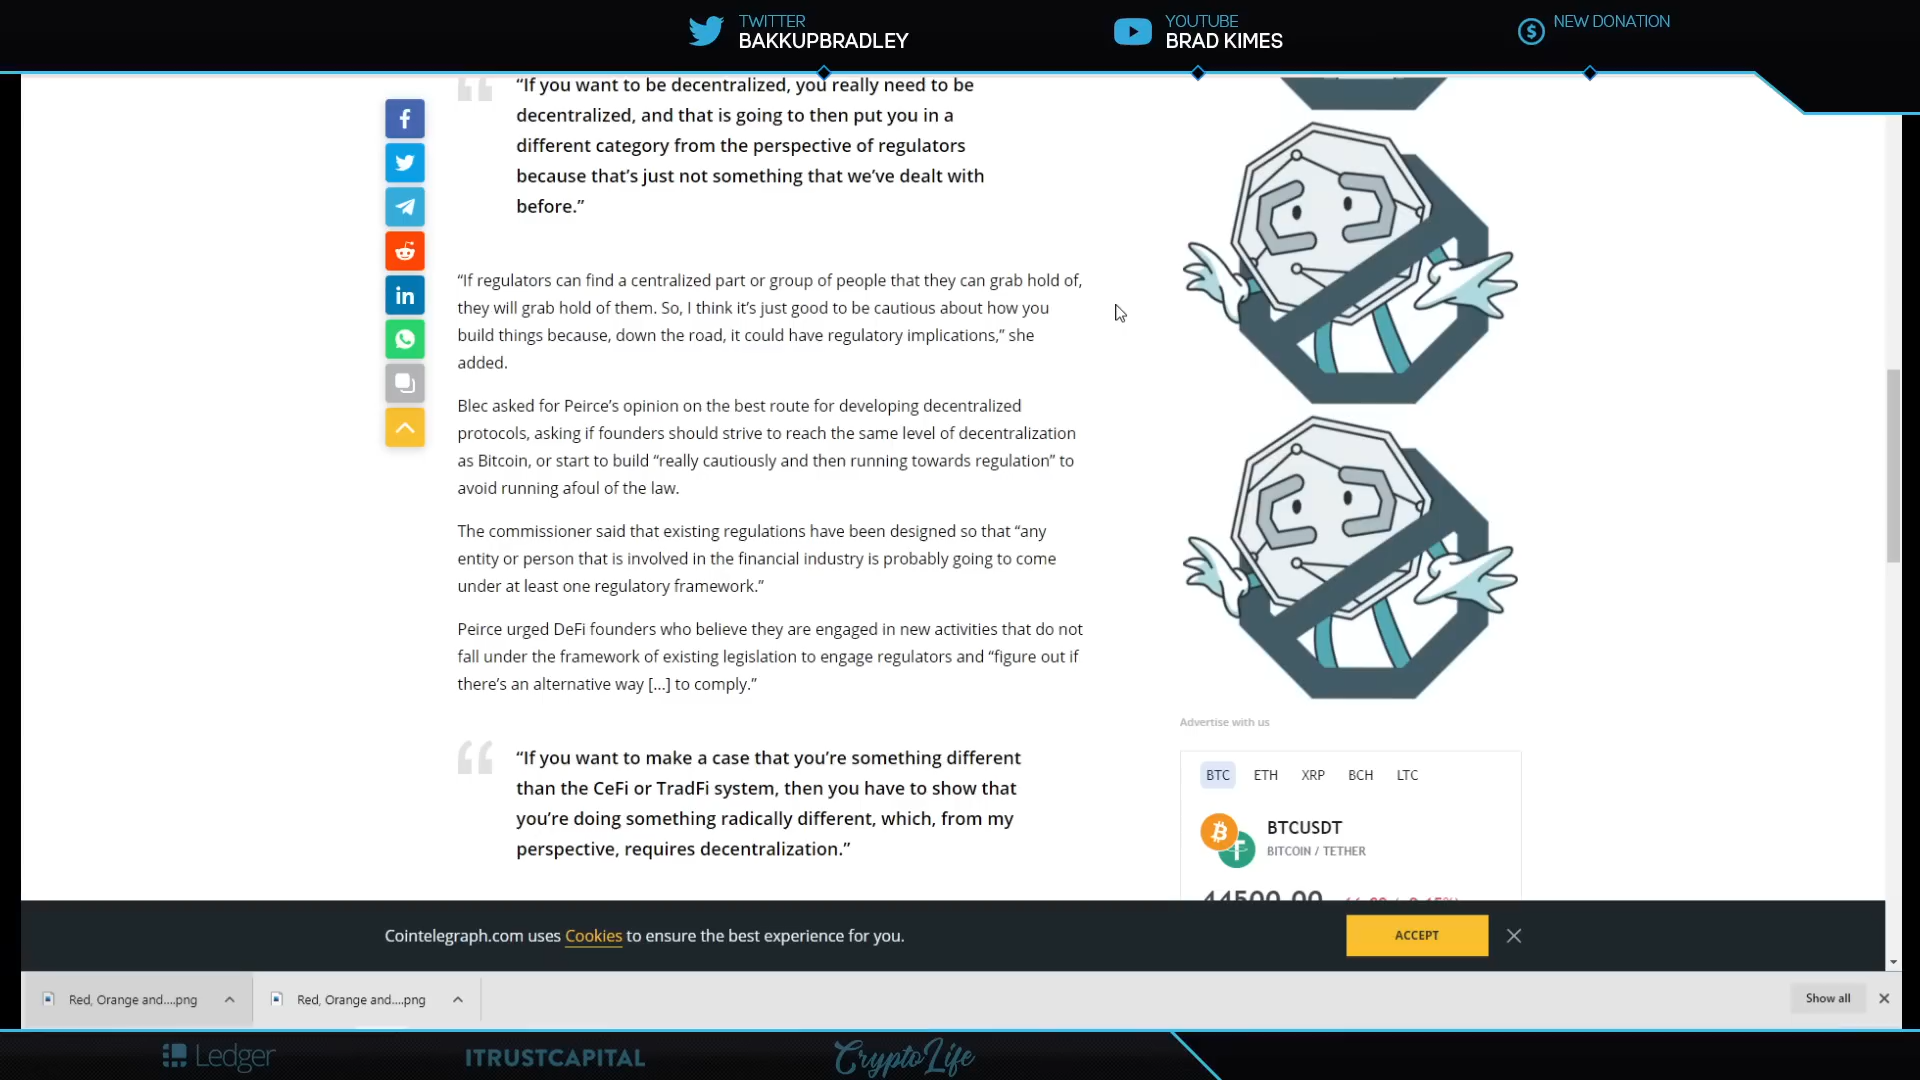 TWITTER
BAKKUPBRADLEY
YOUTUBE
BRAD KIMES
NEW DONATION
“If you want to be decentralized, you really need to be
decentralized, and that is going to then put you in a
different category from the perspective of regulators
because that’s just not something that we’ve dealt with
before.”
“If regulators can find a centralized part or group of people that they can grab hold of,
they will grab hold of them. So, I think it’s just good to be cautious about how you
build things because, down the road, it could have regulatory implications,” she
added.
Blec asked for Peirce’s opinion on the best route for developing decentralized
protocols, asking if founders should strive to reach the same level of decentralization
as Bitcoin, or start to build “really cautiously and then running towards regulation” to
avoid running afoul of the law.
The commissioner said that existing regulations have been designed so that “any
entity or person that is involved in the financial industry is probably going to come
under at least one regulatory framework.”
Peirce urged DeFi founders who believe they are engaged in new activities that do not
fall under the framework of existing legislation to engage regulators and “figure out if
there’s an alternative way [...] to comply.”
“If you want to make a case that you’re something different
than the CeFi or TradFi system, then you have to show that
you’re doing something radically different, which, from my
perspective, requires decentralization.”
Advertise with us
BTC ETH XRP BCH LTC
BTCUSDT
BITCOIN / TETHER
44500.00
Cointelegraph.com uses Cookies to ensure the best experience for you.
ACCEPT
Red, Orange and....png
Red, Orange and....png
Show all
Ledger
ITRUSTCAPITAL
CryptoLife